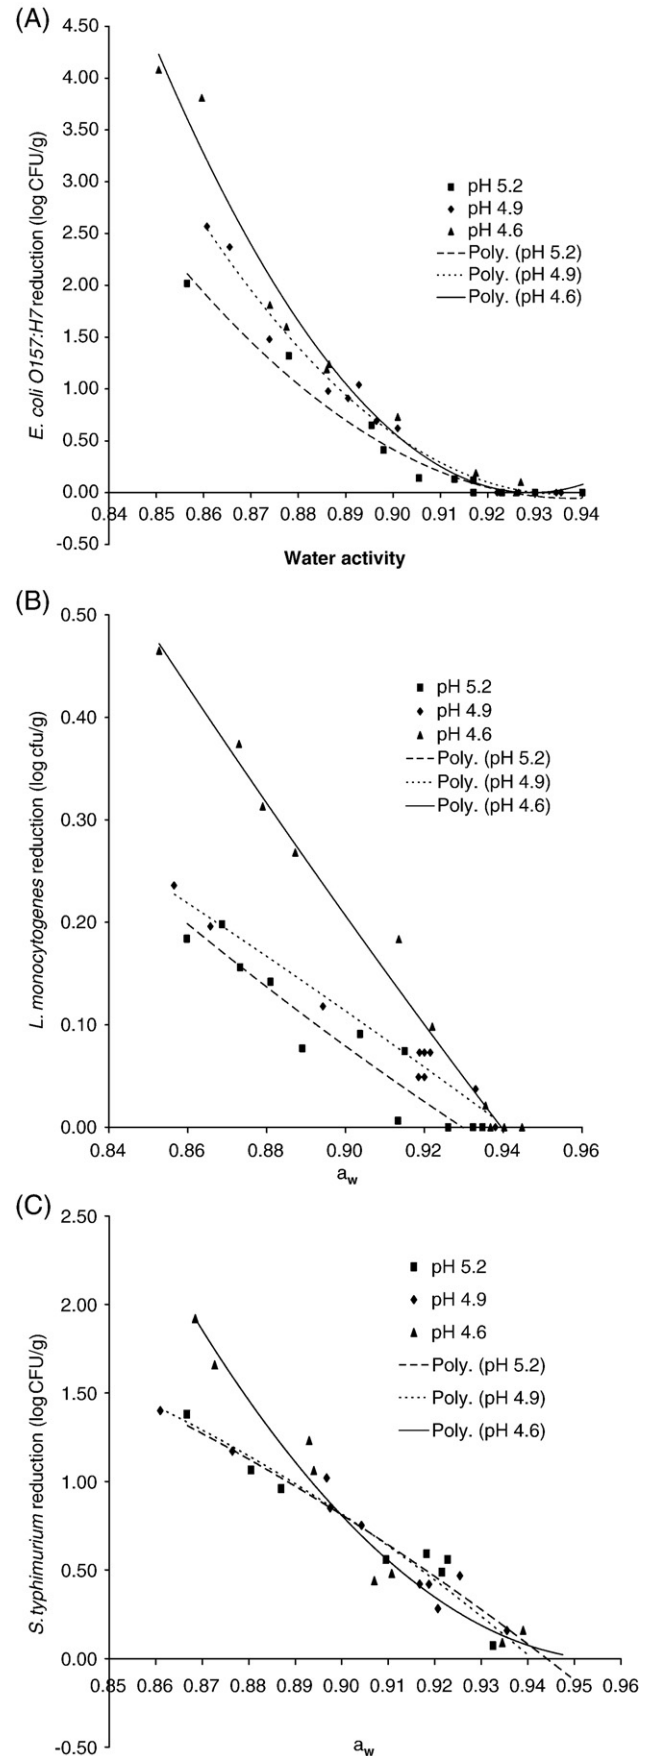 (A)
4.50
4.00
3.50
3.00
2.50
2.00
1.50
1.00
0.50
0.00
-0.50
E. coli O157:H7 reduction (log CFU/g)
pH 5.2
pH 4.9
pH 4.6
Poly. (pH 5.2)
Poly. (pH 4.9)
Poly. (pH 4.6)
0.84 0.85 0.86 0.87 0.88 0.89 0.90 0.91 0.92 0.93 0.94
Water activity
(B)
0.50
0.40
0.30
0.20
0.10
0.00
L. monocytogenes reduction (log cfu/g)
pH 5.2
pH 4.9
pH 4.6
Poly. (pH 5.2)
Poly. (pH 4.9)
Poly. (pH 4.6)
0.84 0.86 0.88 0.90 0.92 0.94 0.96
aw
(C)
2.50
2.00
1.50
1.00
0.50
0.00
-0.50
S.typhimurium reduction (log CFU/g)
pH 5.2
pH 4.9
pH 4.6
Poly. (pH 5.2)
Poly. (pH 4.9)
Poly. (pH 4.6)
0.85 0.86 0.87 0.88 0.89 0.90 0.91 0.92 0.93 0.94 0.95 0.96
aw